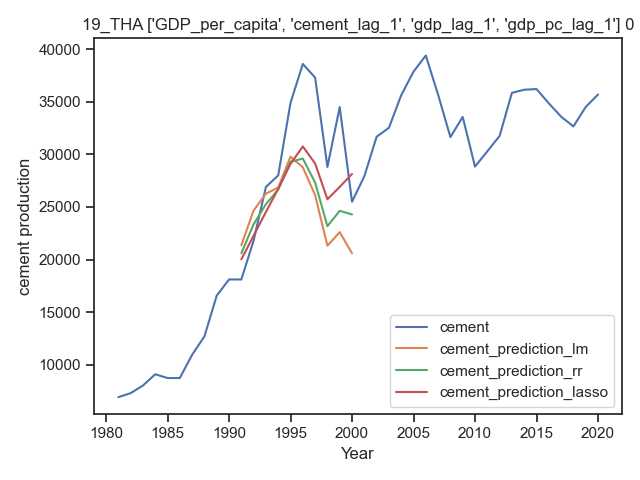 19_THA ['GDP_per_capita', 'cement_lag_1', 'gdp_lag_1', 'gdp_pc_lag_1'] 0
40000
35000
30000
25000
20000
15000
10000
cement production
cement
cement_prediction_lm
cement_prediction_rr
cement_prediction_lasso
1980 1985 1990 1995 2000 2005 2010 2015 2020
Year